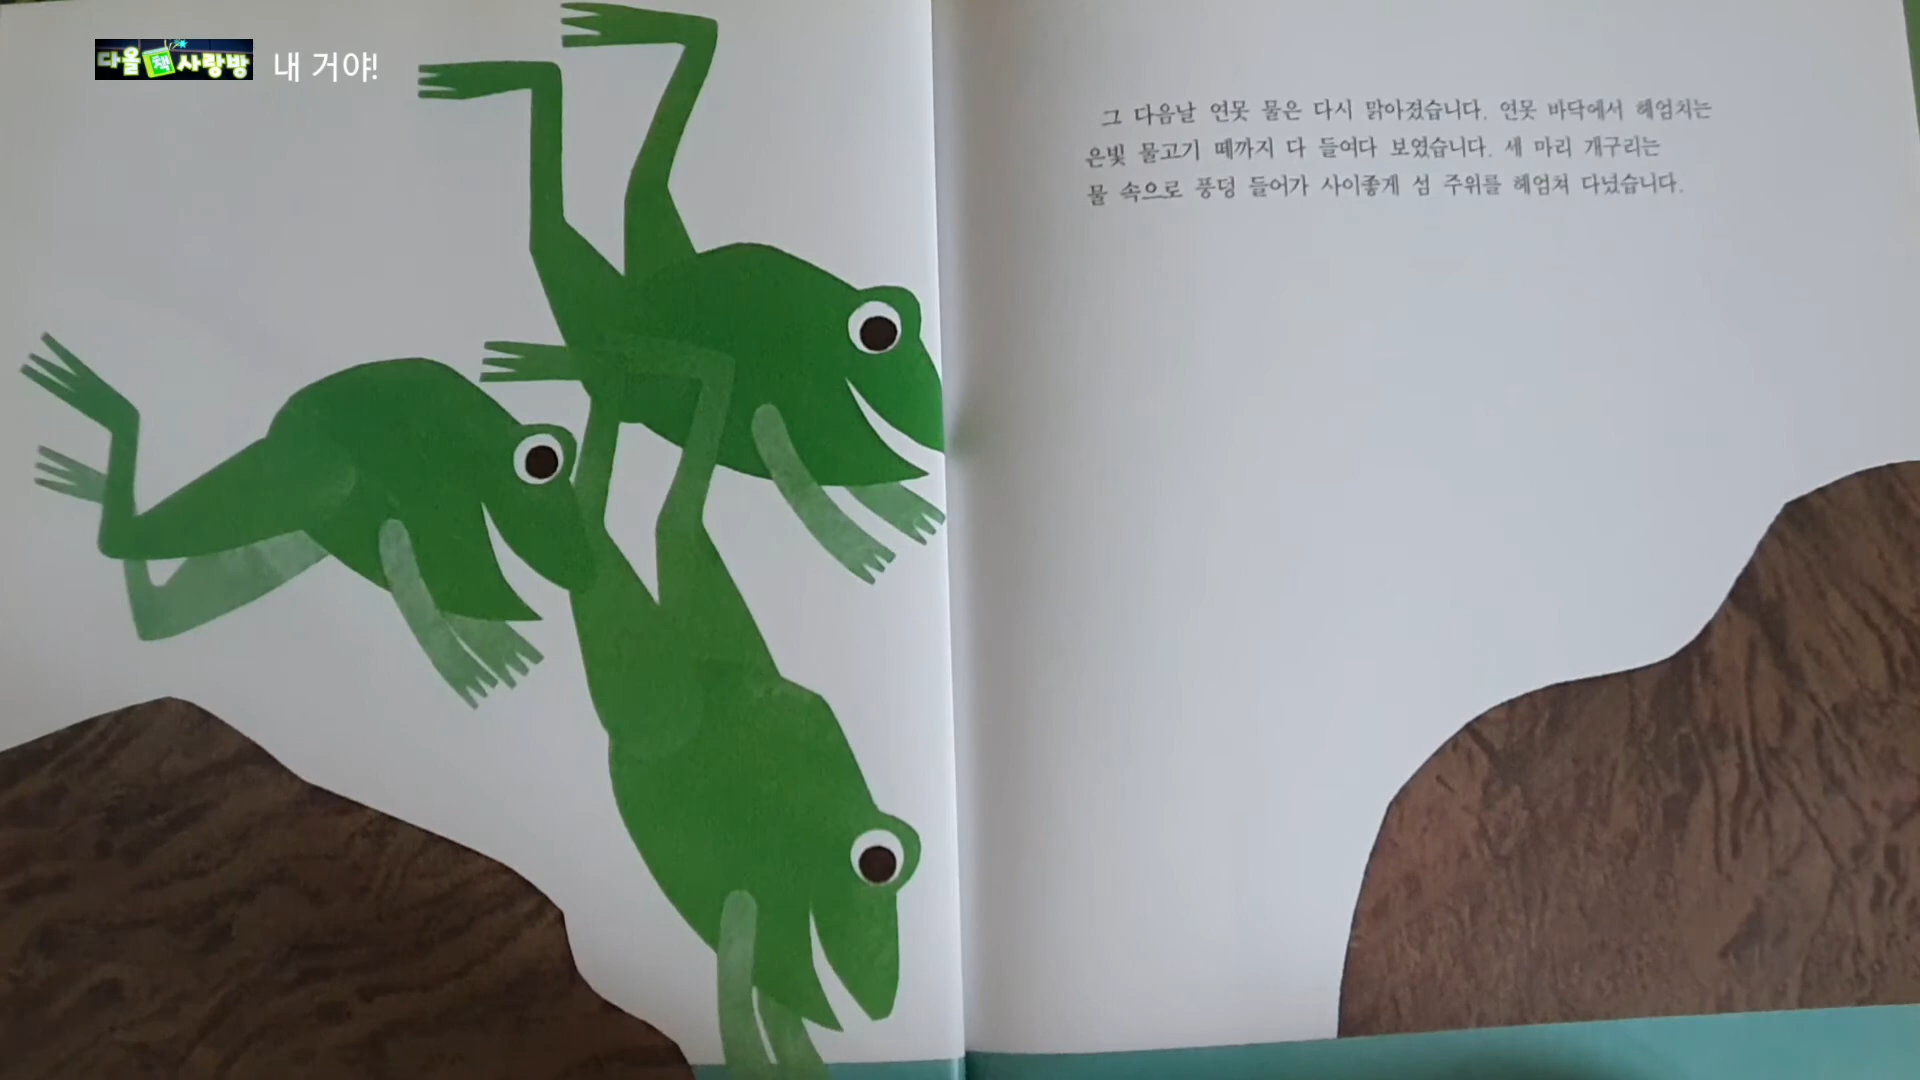 다올 책 사랑방
내 거야!
그 다음날 연못 물은 다시 맑아졌습니다. 연못 바닥에서 헤엄치는
은빛 물고기 떼까지 다 들여다 보였습니다. 세 마리 개구리는
물 속으로 풍덩 들어가 사이좋게 섬 주위를 헤엄쳐 다녔습니다.